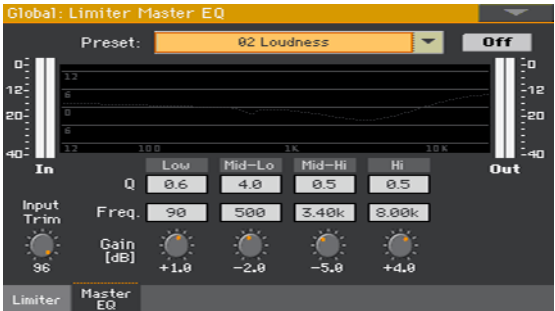 Global: Limiter Master EQ
Preset: 02 Loudness Off
0 12 0
12 6 12
20 0 20
6
40 12 100 1K 10K 40
In Low Mid-Lo Mid-Hi Hi Out
Q 0.6 4.0 0.5 0.5
Input Trim Freq. 90 500 3.40k 8.00k
Gain [dB]
96 +1.0 -2.0 -5.0 +4.0
Limiter Master EQ